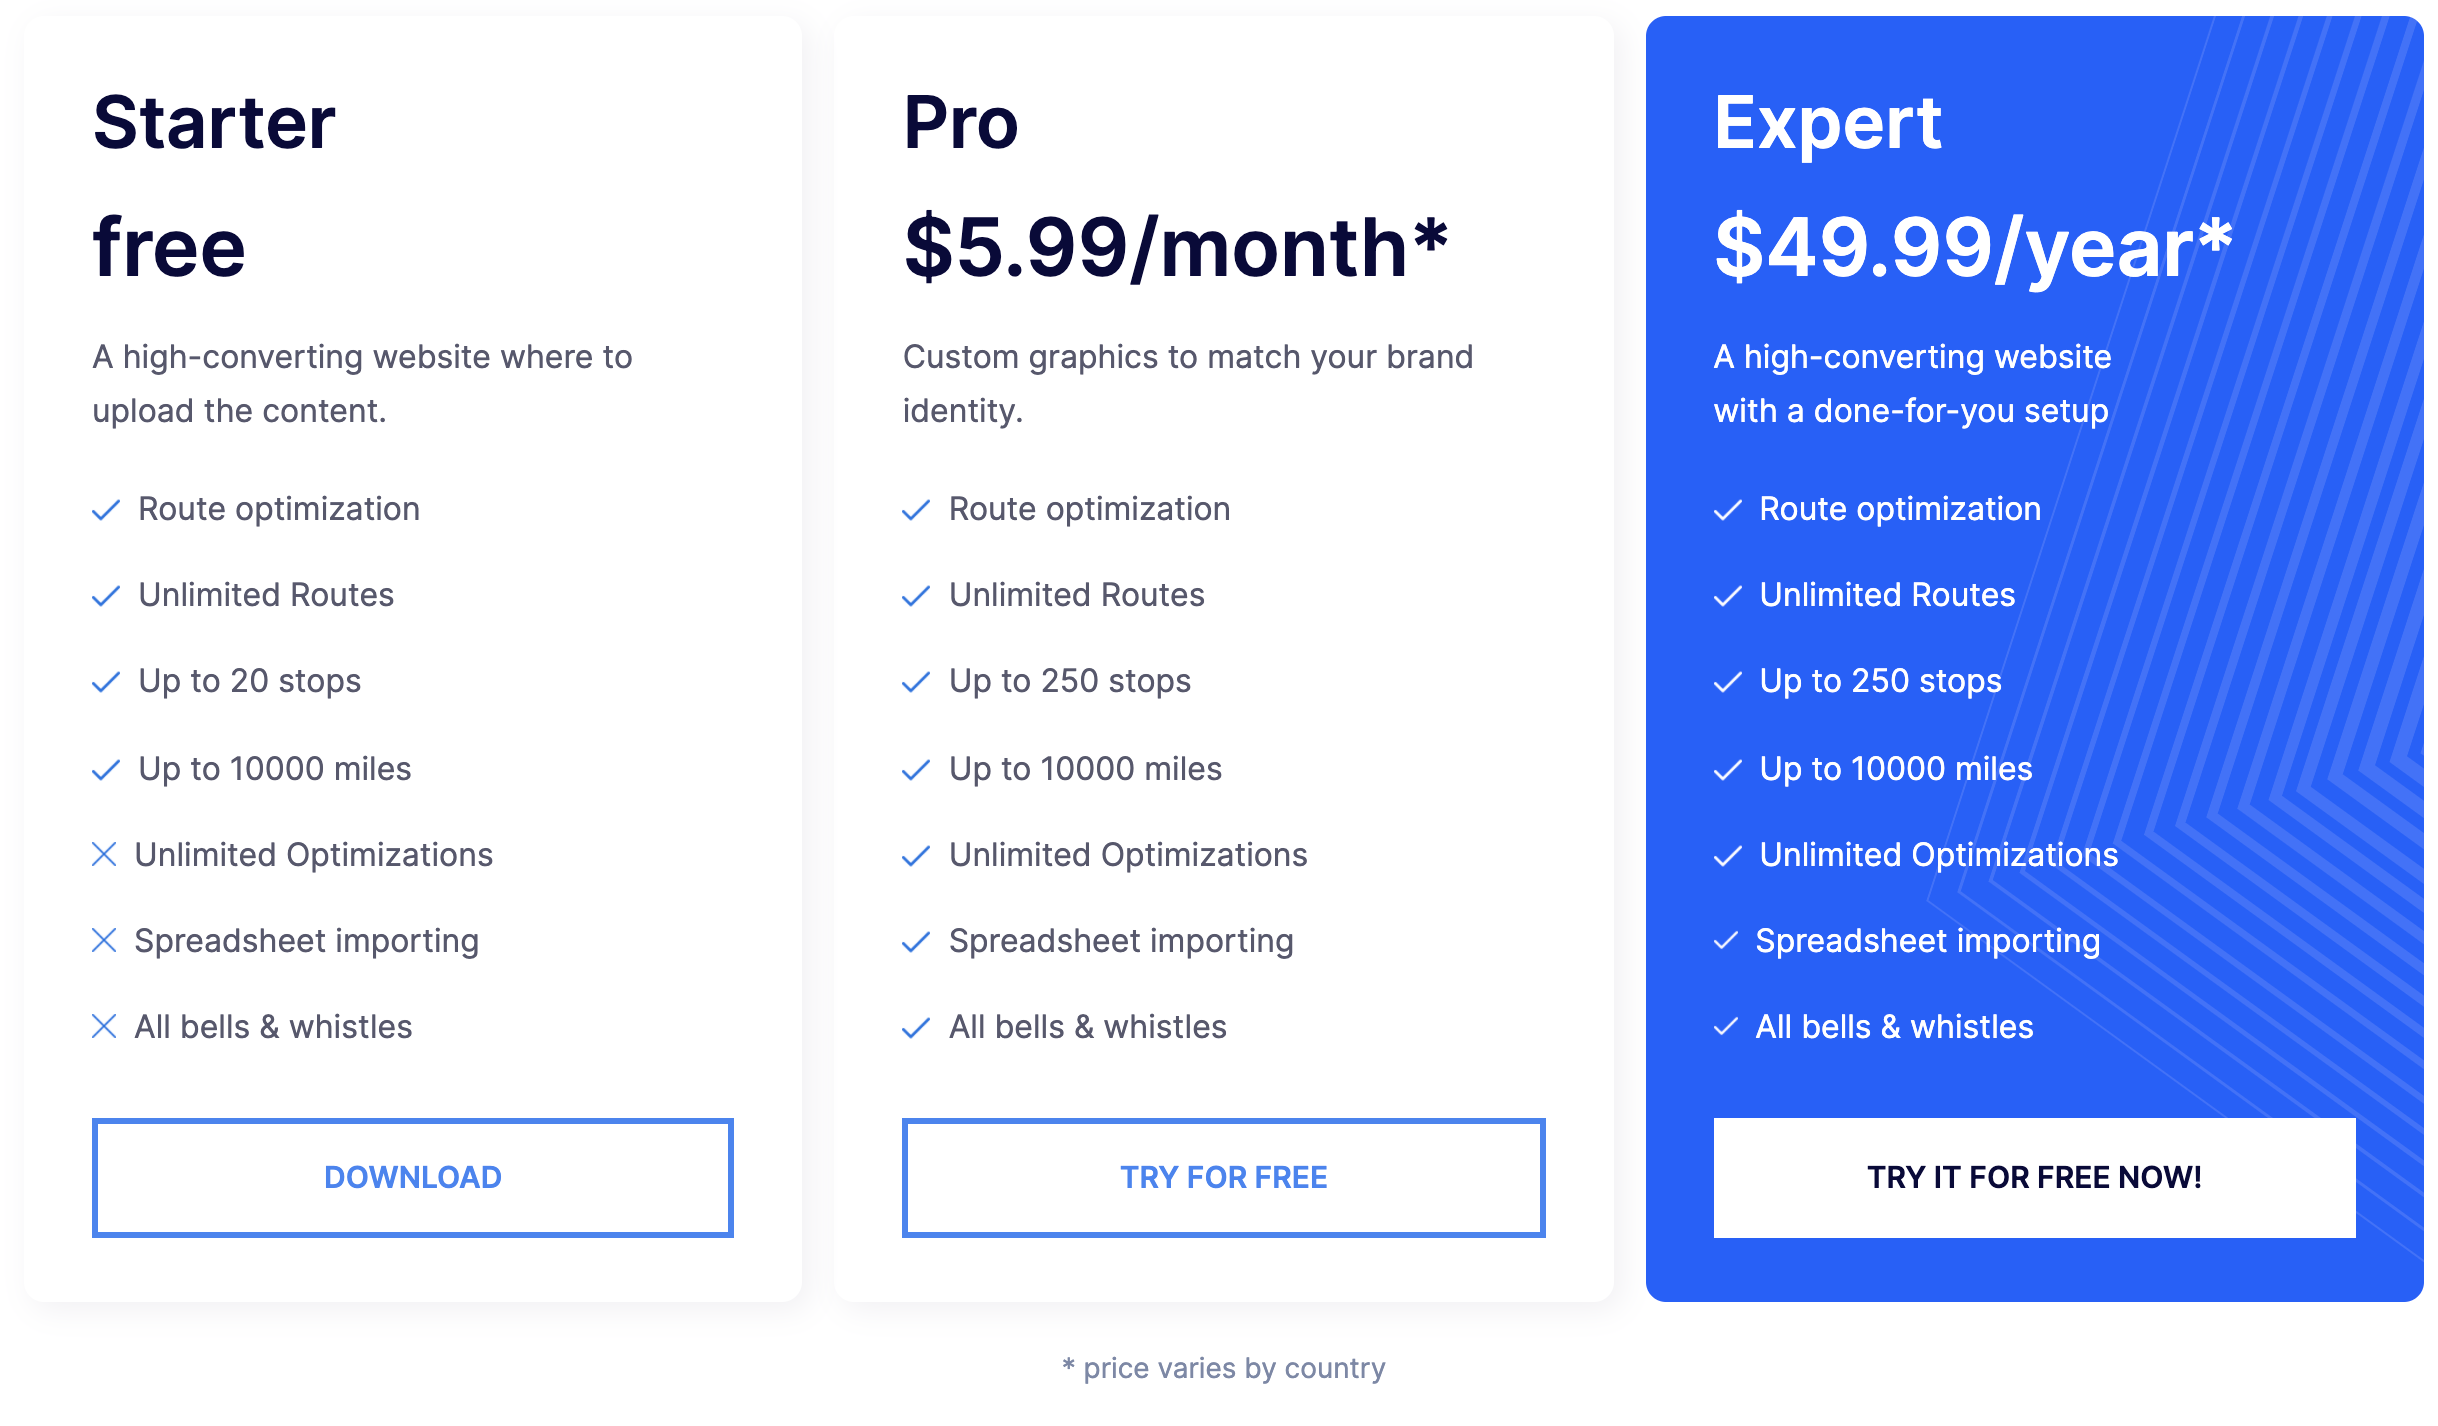 Starter
free
A high-converting website where to
upload the content.
Route optimization
Unlimited Routes
Up to 20 stops
Up to 10000 miles
Unlimited Optimizations
Spreadsheet importing
All bells & whistles
DOWNLOAD
Pro
$5.99/month*
Custom graphics to match your brand
identity.
Route optimization
Unlimited Routes
Up to 250 stops
Up to 10000 miles
Unlimited Optimizations
Spreadsheet importing
All bells & whistles
TRY FOR FREE
Expert
$49.99/year*
A high-converting website
with a done-for-you setup
Route optimization
Unlimited Routes
Up to 250 stops
Up to 10000 miles
Unlimited Optimizations
Spreadsheet importing
All bells & whistles
TRY IT FOR FREE NOW!
* price varies by country